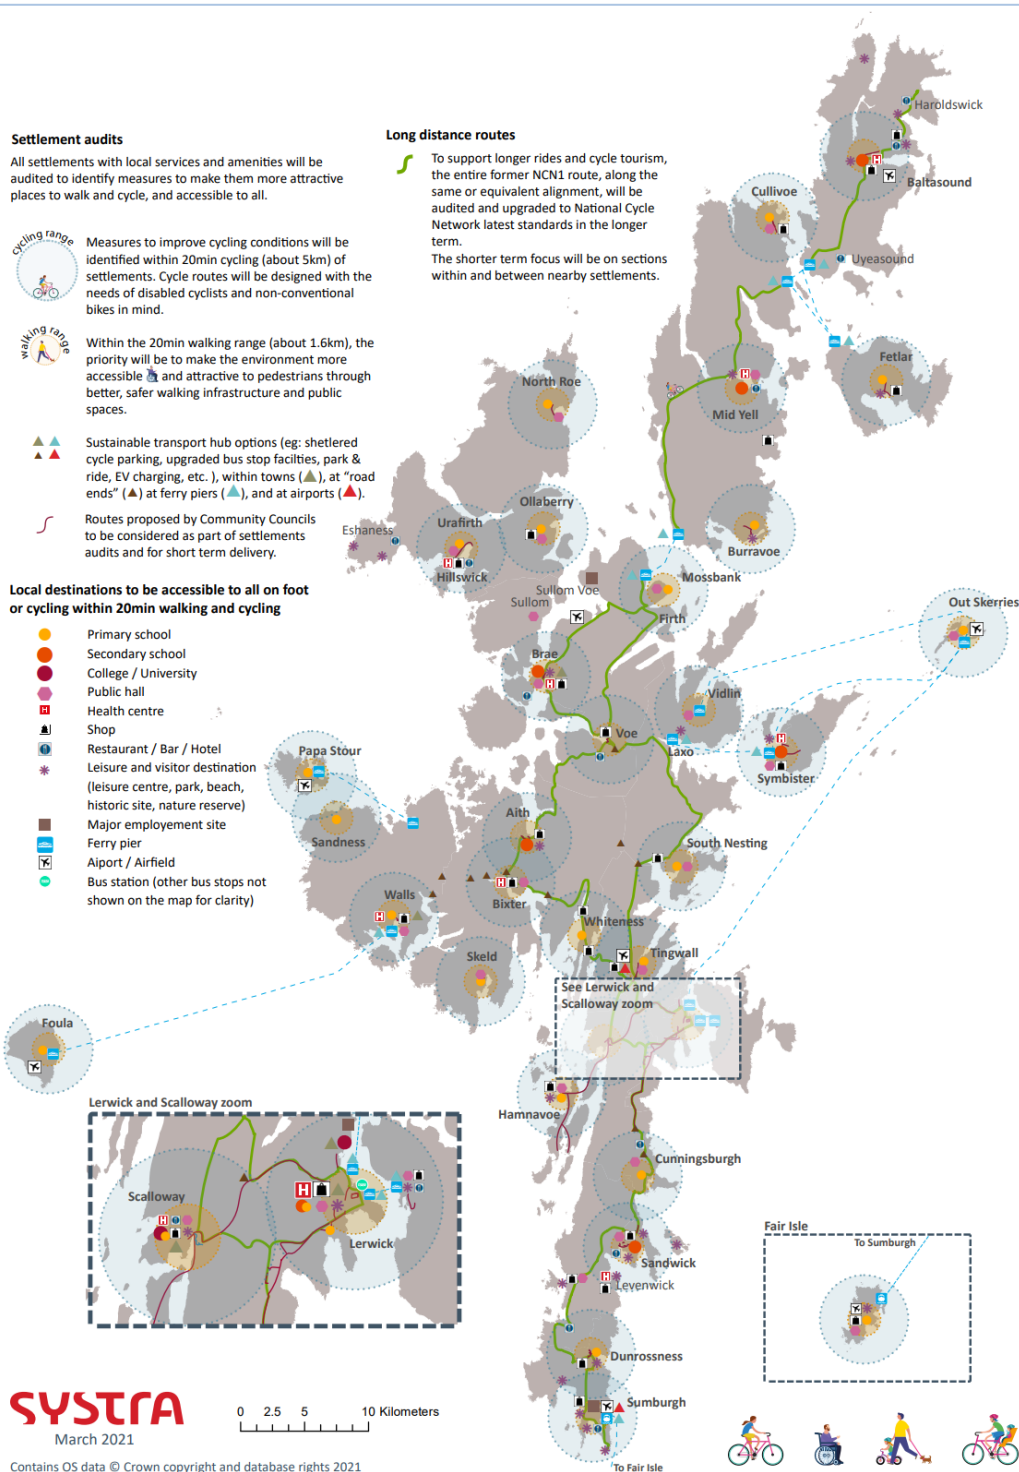 Settlement audits
All settlements with local services and amenities will be
audited to identify measures to make them more attractive
places to walk and cycle, and accessible to all.
cycling range
Measures to improve cycling conditions will be
identified within 20min cycling (about 5km) of
settlements. Cycle routes will be designed with the
needs of disabled cyclists and non-conventional
bikes in mind.
walking range
Within the 20min walking range (about 1.6km), the
priority will be to make the environment more
accessible and attractive to pedestrians through
better, safer walking infrastructure and public
spaces.
Sustainable transport hub options (eg: shetlered
cycle parking, upgraded bus stop facilties, park &
ride, EV charging, etc. ), within towns ( ), at “road
ends” ( ) at ferry piers ( ), and at airports ( ).
Routes proposed by Community Councils
to be considered as part of settlements
audits and for short term delivery.
Local destinations to be accessible to all on foot
or cycling within 20min walking and cycling
Primary school
Secondary school
College / University
Public hall
H
Health centre
Shop
Restaurant / Bar / Hotel
Leisure and visitor destination
(leisure centre, park, beach,
historic site, nature reserve)
Major employement site
Ferry pier
Aiport / Airfield
Bus station (other bus stops not
shown on the map for clarity)
Long distance routes
To support longer rides and cycle tourism,
the entire former NCN1 route, along the
same or equivalent alignment, will be
audited and upgraded to National Cycle
Network latest standards in the longer
term.
The shorter term focus will be on sections
within and between nearby settlements.
Haroldswick
H
Baltasound
Cullivoe
Uyeasound
Fetlar
North Roe
H
Mid Yell
Ollaberry
Urafirth
Eshaness
H
Hillswick
Burravoe
Mossbank
Sullom Voe
Sullom
Firth
Out Skerries
Brae
H
Vidlin
Voe
Laxo
H
Symbister
Papa Stour
Sandness
Aith
South Nesting
H
Bixter
Walls
H
Whiteness
Tingwall
Skeld
See Lerwick and
Scalloway zoom
Foula
Hamnavoe
Cunningsburgh
Sandwick
H
Levenwick
Dunrossness
Sumburgh
To Fair Isle
Lerwick and Scalloway zoom
Scalloway
H
H
Lerwick
Fair Isle
To Sumburgh
SYSTRA
March 2021
0 2.5 5 10 Kilometers
Contains OS data © Crown copyright and database rights 2021